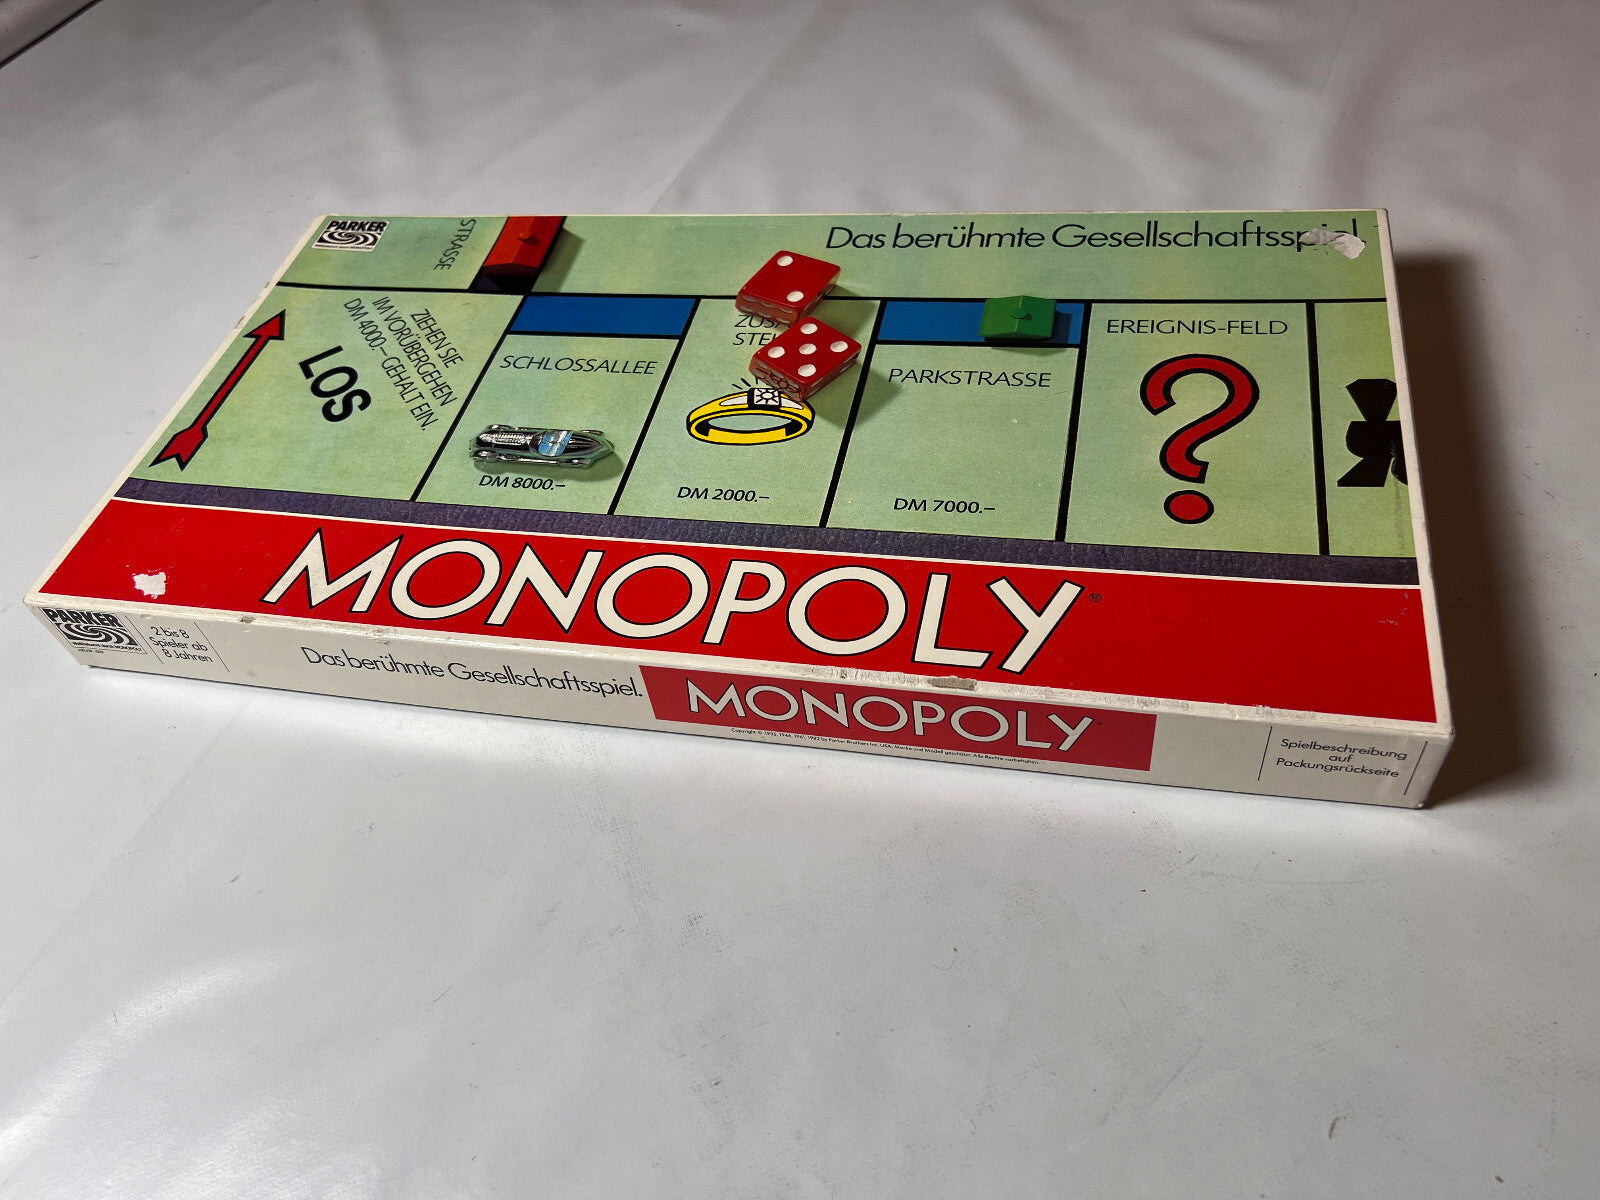 PARKER
STRASSE
Das berühmte Gesellschaftsspiel.
ZIEHEN SIE
IM VORÜBERGEHEN
DM 4000.– GEHALT EIN.
LOS
SCHLOSSALLEE
DM 8000.–
DM 2000.–
PARKSTRASSE
DM 7000.–
EREIGNIS-FELD
MONOPOLY®
PARKER
2 bis 8
Spieler ab
8 Jahren
Das berühmte Gesellschaftsspiel.
MONOPOLY
Spielbeschreibung
auf
Packungsrückseite